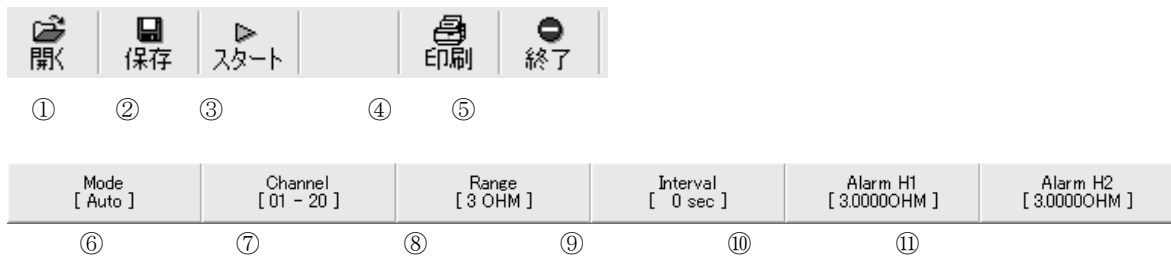 開く 保存 スタート 印刷 終了
① ② ③ ④ ⑤
Mode Channel Range Interval Alarm H1 Alarm H2
[ Auto ] [ 01 - 20 ] [ 3 OHM ] [ 0 sec ] [ 3.0000OHM ] [ 3.0000OHM ]
⑥ ⑦ ⑧ ⑨ ⑩ ⑪